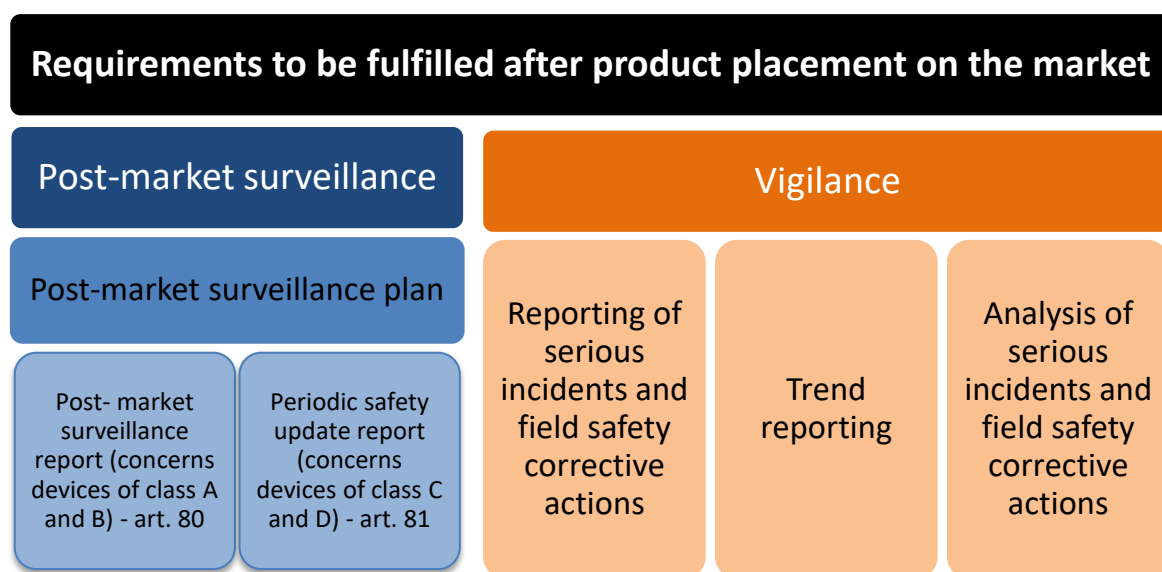 Requirements to be fulfilled after product placement on the market
Post-market surveillance
Vigilance
Post-market surveillance plan
Post- market
surveillance
report (concerns
devices of class A
and B) - art. 80
Periodic safety
update report
(concerns
devices of class C
and D) - art. 81
Reporting of
serious
incidents and
field safety
corrective
actions
Trend
reporting
Analysis of
serious
incidents and
field safety
corrective
actions